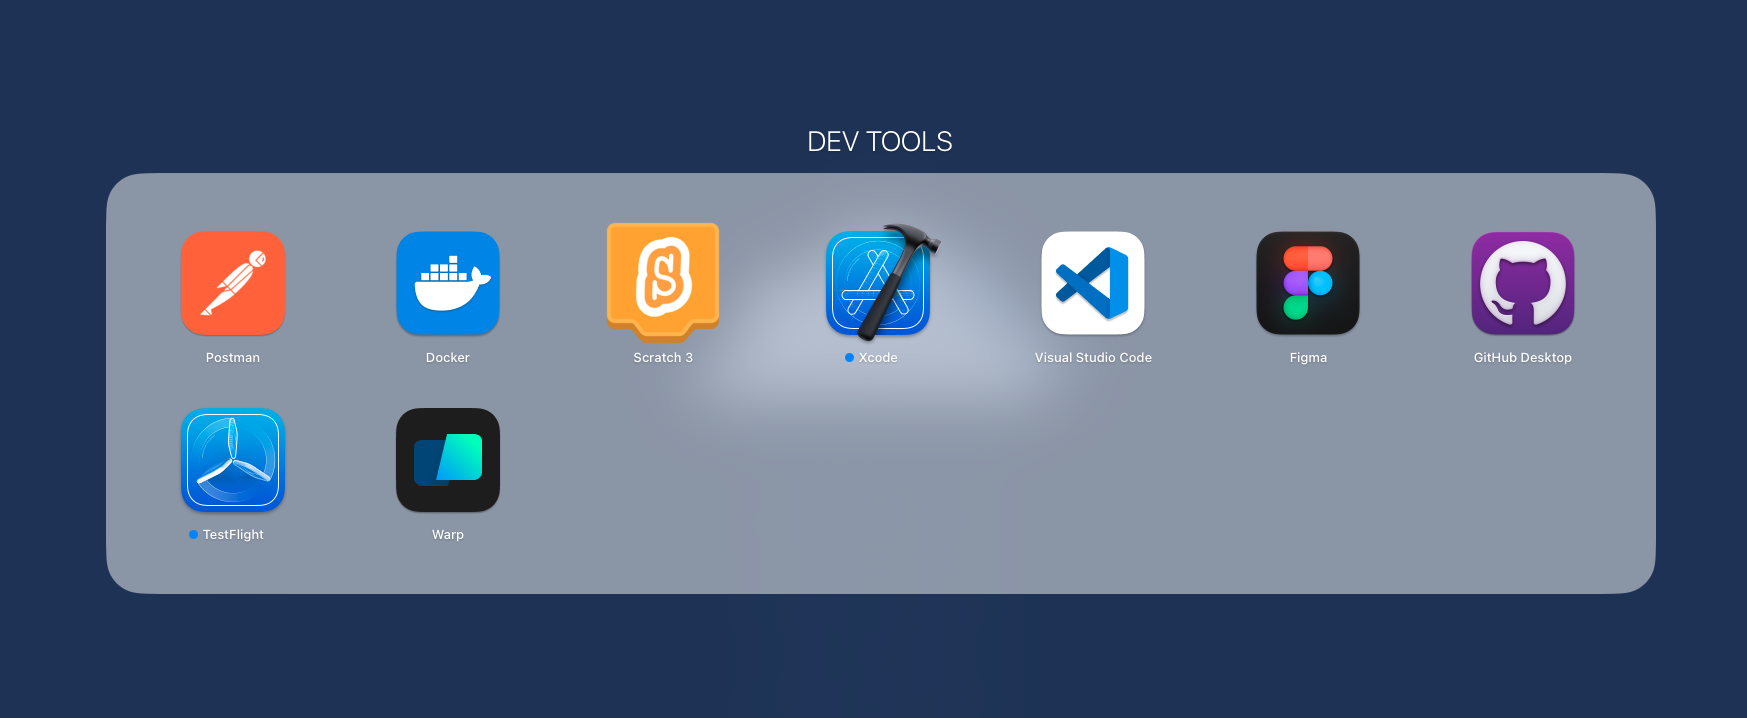 DEV TOOLS
Postman
Docker
Scratch 3
Xcode
Visual Studio Code
Figma
GitHub Desktop
TestFlight
Warp